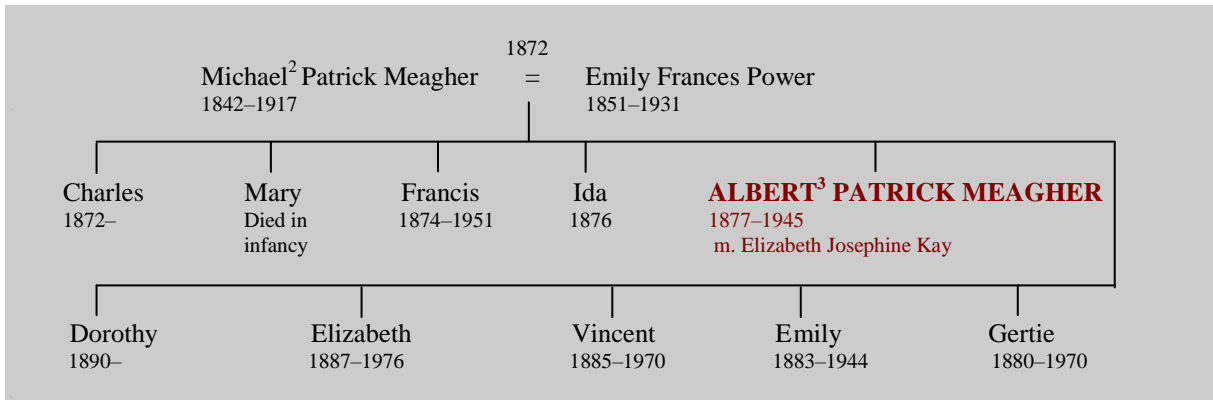 1872
Michael² Patrick Meagher = Emily Frances Power
1842–1917 1851–1931
Charles Mary Francis Ida ALBERT³ PATRICK MEAGHER
1872– Died in 1874–1951 1876 1877–1945
infancy m. Elizabeth Josephine Kay
Dorothy Elizabeth Vincent Emily Gertie
1890– 1887–1976 1885–1970 1883–1944 1880–1970